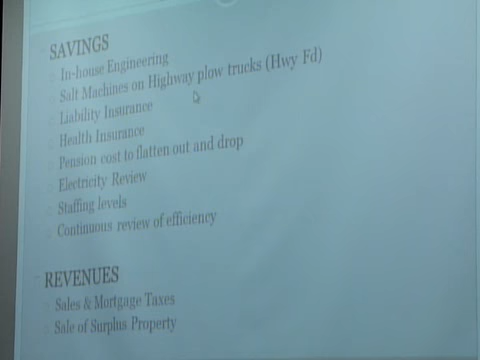 SAVINGS
In-house Engineering
Salt Machines on Highway plow trucks (Hwy Fd)
Liability Insurance
Health Insurance
Pension cost to flatten out and drop
Electricity Review
Staffing levels
Continuous review of efficiency
REVENUES
Sales & Mortgage Taxes
Sale of Surplus Property